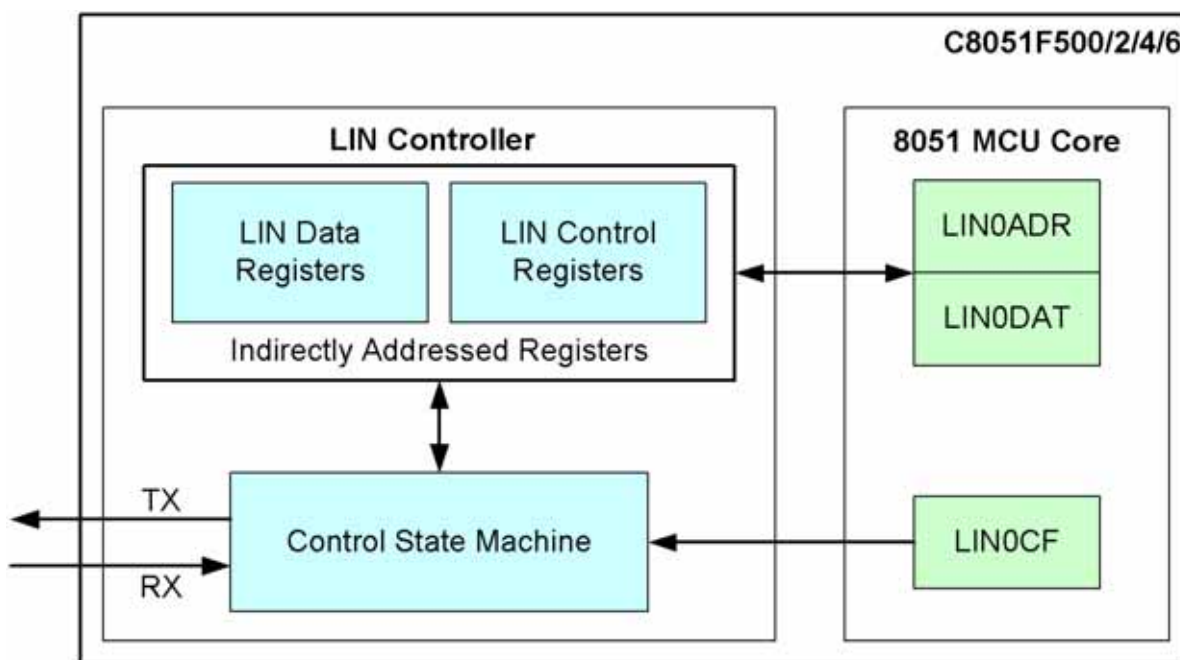 C8051F500/2/4/6
LIN Controller
8051 MCU Core
LIN Data
Registers
LIN Control
Registers
Indirectly Addressed Registers
LIN0ADR
LIN0DAT
TX
RX
Control State Machine
LIN0CF